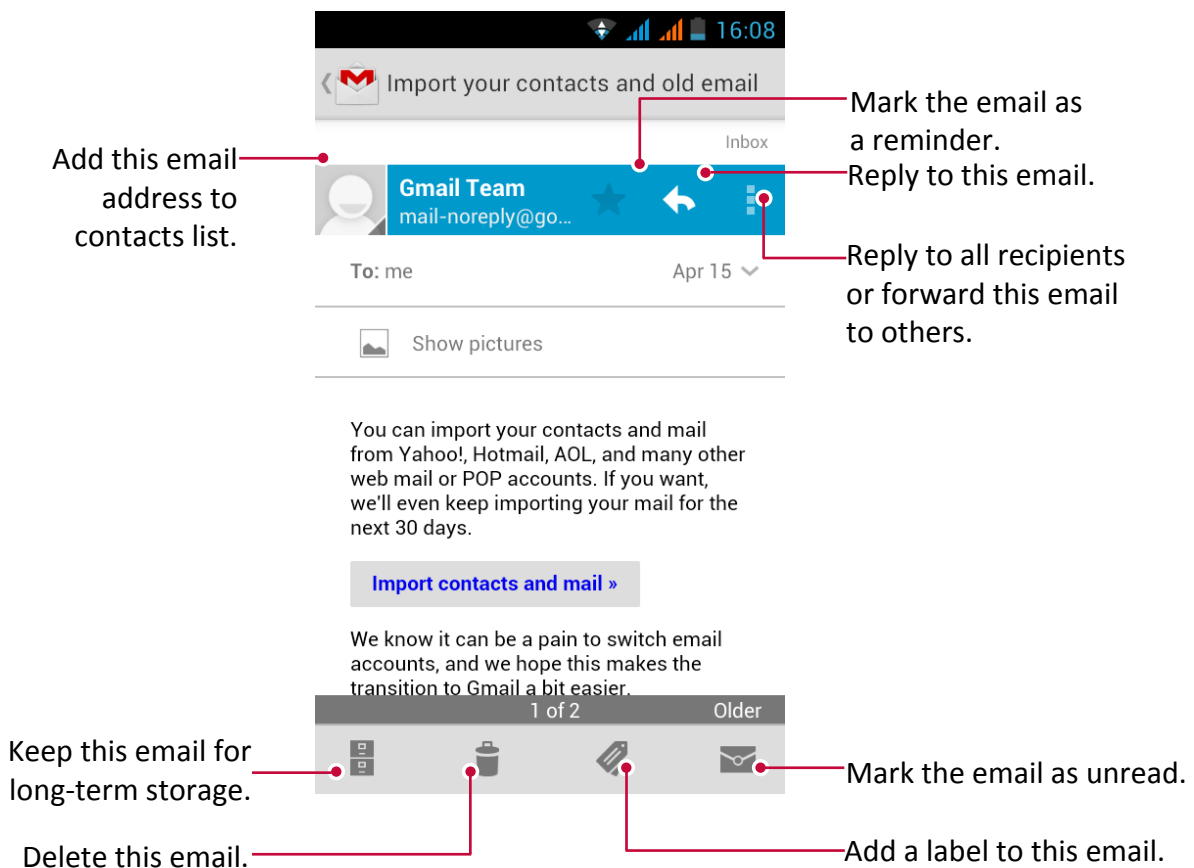 16:08
Import your contacts and old email
Mark the email as
a reminder.
Inbox
Add this email
address to
contacts list.
Reply to this email.
Gmail Team
mail-noreply@go...
Reply to all recipients
or forward this email
to others.
To: me
Apr 15
Show pictures
You can import your contacts and mail
from Yahoo!, Hotmail, AOL, and many other
web mail or POP accounts. If you want,
we'll even keep importing your mail for the
next 30 days.
Import contacts and mail »
We know it can be a pain to switch email
accounts, and we hope this makes the
transition to Gmail a bit easier.
1 of 2
Older
Keep this email for
long-term storage.
Mark the email as unread.
Delete this email.
Add a label to this email.